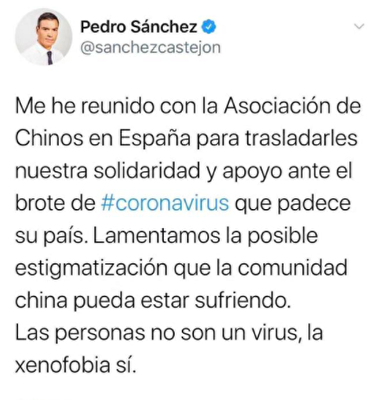 Pedro Sánchez
@sanchezcastejon
Me he reunido con la Asociación de
Chinos en España para trasladarles
nuestra solidaridad y apoyo ante el
brote de #coronavirus que padece
su país. Lamentamos la posible
estigmatización que la comunidad
china pueda estar sufriendo.
Las personas no son un virus, la
xenofobia sí.